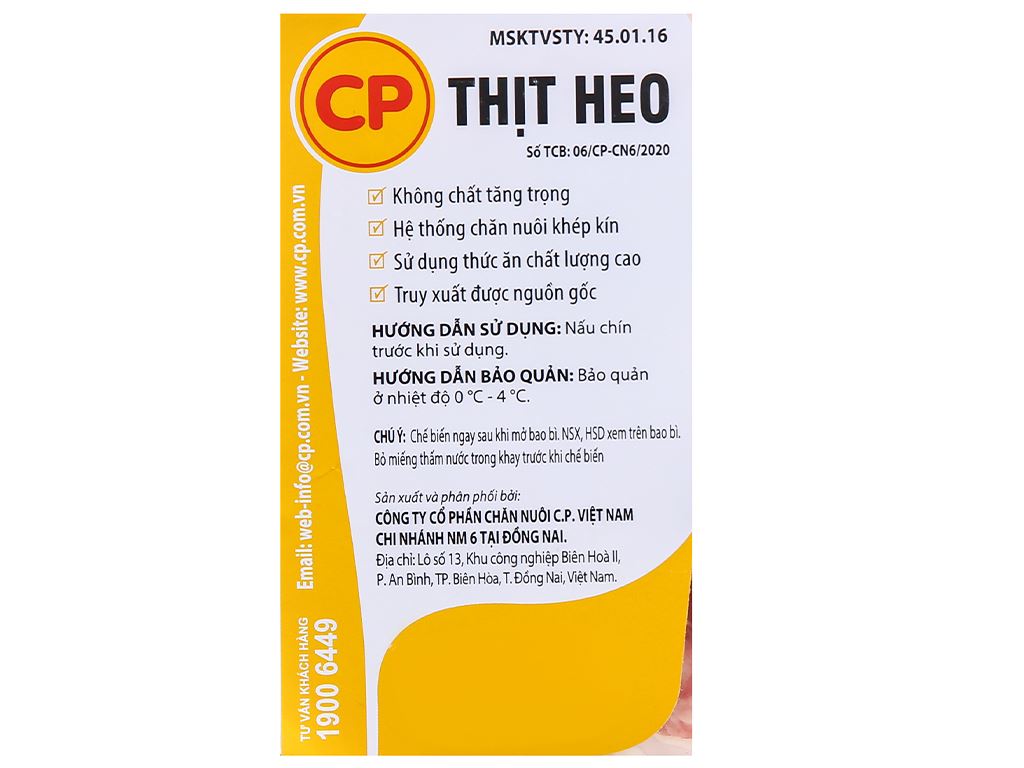 MSKTVSTY: 45.01.16
CP
THỊT HEO
Số TCB: 06/CP-CN6/2020
Không chất tăng trọng
Hệ thống chăn nuôi khép kín
Sử dụng thức ăn chất lượng cao
Truy xuất được nguồn gốc
HƯỚNG DẪN SỬ DỤNG: Nấu chín
trước khi sử dụng.
HƯỚNG DẪN BẢO QUẢN: Bảo quản
ở nhiệt độ 0 °C - 4 °C.
CHÚ Ý: Chế biến ngay sau khi mở bao bì. NSX, HSD xem trên bao bì.
Bỏ miếng thấm nước trong khay trước khi chế biến
Sản xuất và phân phối bởi:
CÔNG TY CỔ PHẦN CHĂN NUÔI C.P. VIỆT NAM
CHI NHÁNH NM 6 TẠI ĐỒNG NAI.
Địa chỉ: Lô số 13, Khu công nghiệp Biên Hoà II,
P. An Bình, TP. Biên Hòa, T. Đồng Nai, Việt Nam.
Email: web-info@cp.com.vn - Website: www.cp.com.vn
TƯ VẤN KHÁCH HÀNG
1900 6449